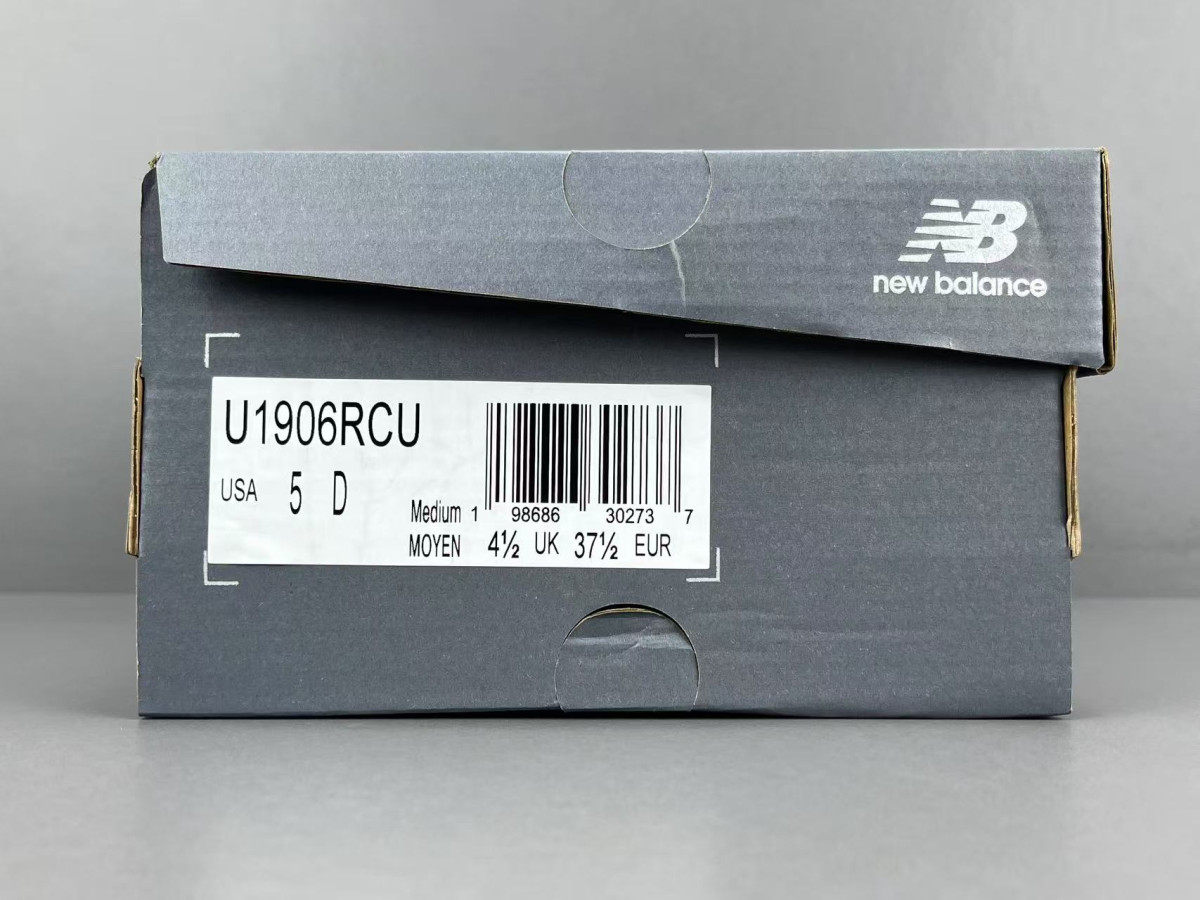 NB
new balance
U1906RCU
USA 5 D
Medium 1 98686 30273 7
MOYEN 4½ UK 37½ EUR